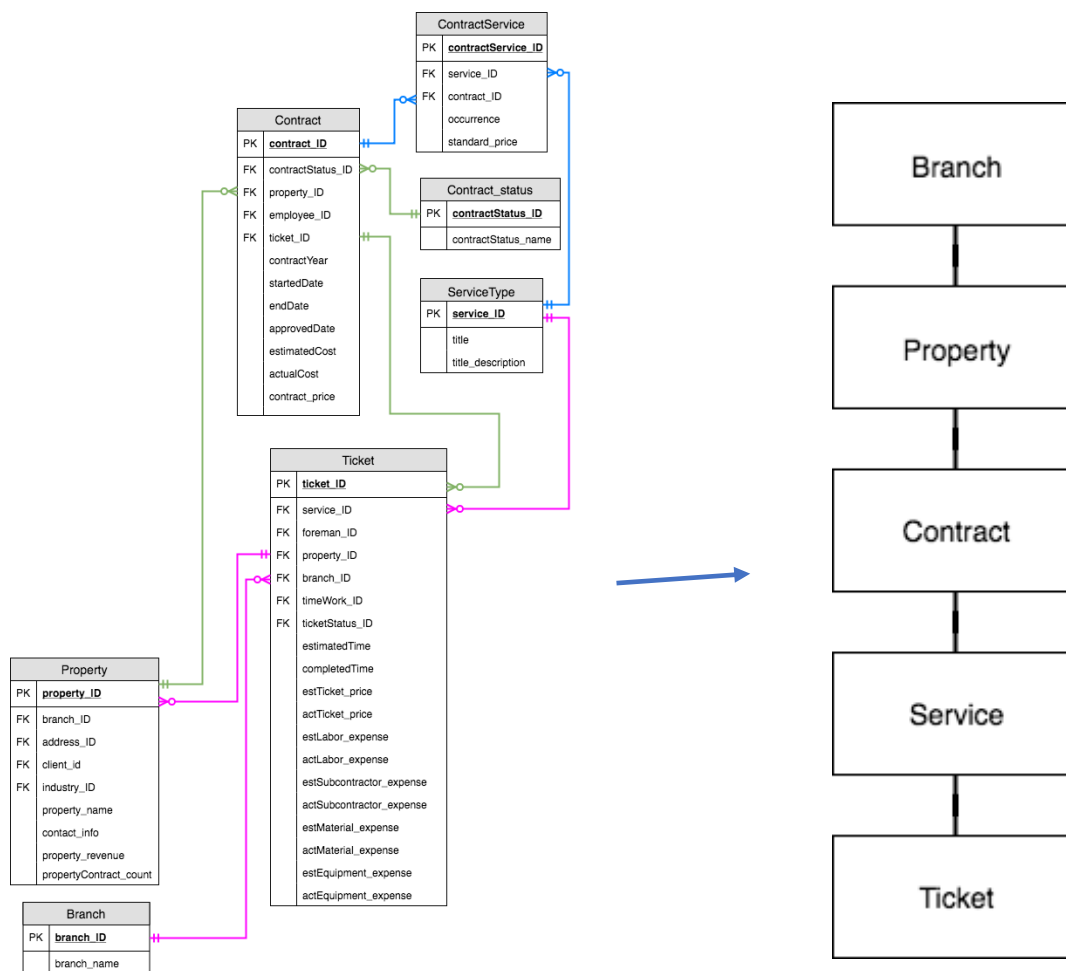 ContractService
PK contractService_ID
FK service_ID
FK contract_ID
occurrence
standard_price
Contract
PK contract_ID
FK contractStatus_ID
FK property_ID
FK employee_ID
FK ticket_ID
contractYear
startedDate
endDate
approvedDate
estimatedCost
actualCost
contract_price
Contract_status
PK contractStatus_ID
contractStatus_name
ServiceType
PK service_ID
title
title_description
Ticket
PK ticket_ID
FK service_ID
FK foreman_ID
FK property_ID
FK branch_ID
FK timeWork_ID
FK ticketStatus_ID
estimatedTime
completedTime
estTicket_price
actTicket_price
estLabor_expense
actLabor_expense
estSubcontractor_expense
actSubcontractor_expense
estMaterial_expense
actMaterial_expense
estEquipment_expense
actEquipment_expense
Property
PK property_ID
FK branch_ID
FK address_ID
FK client_id
FK industry_ID
property_name
contact_info
property_revenue
propertyContract_count
Branch
PK branch_ID
branch_name
Branch
Property
Contract
Service
Ticket